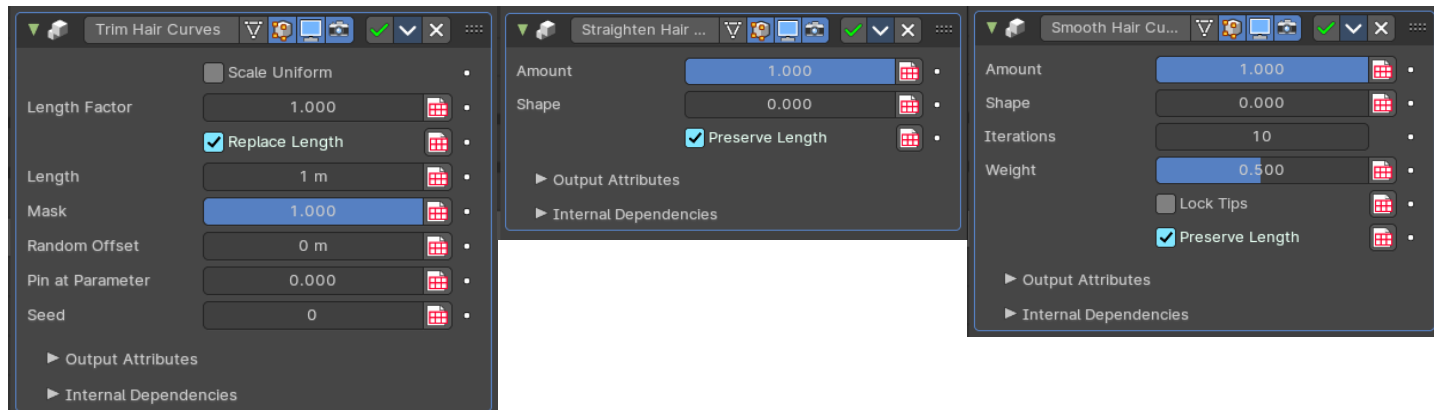 Trim Hair Curves
Scale Uniform
Length Factor 1.000
Replace Length
Length 1 m
Mask 1.000
Random Offset 0 m
Pin at Parameter 0.000
Seed 0
Output Attributes
Internal Dependencies
Straighten Hair ...
Amount 1.000
Shape 0.000
Preserve Length
Output Attributes
Internal Dependencies
Smooth Hair Cu...
Amount 1.000
Shape 0.000
Iterations 10
Weight 0.500
Lock Tips
Preserve Length
Output Attributes
Internal Dependencies